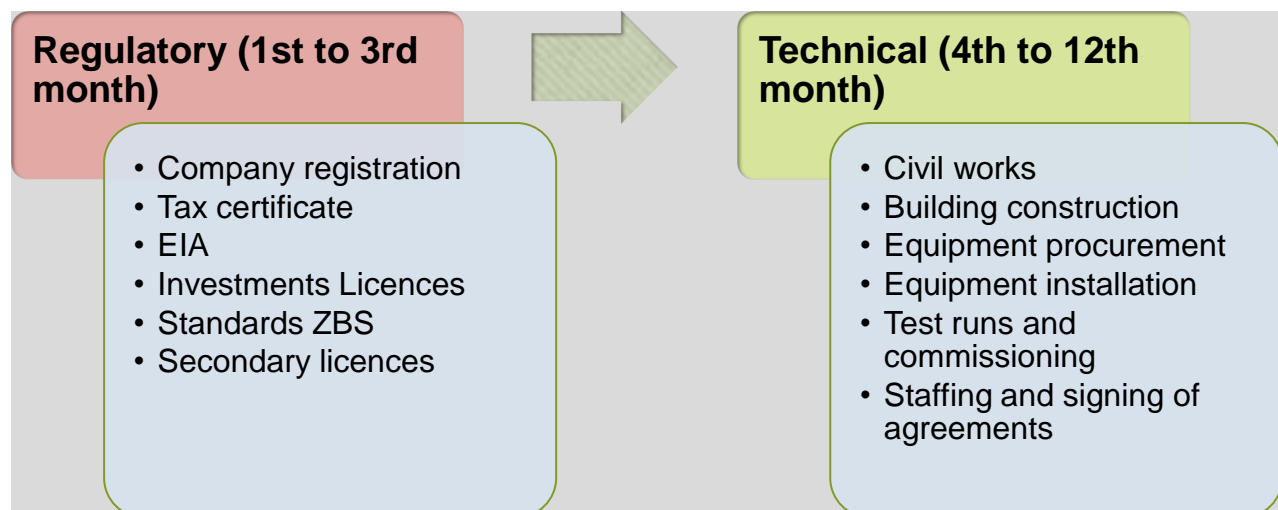 Regulatory (1st to 3rd
month)
• Company registration
• Tax certificate
• EIA
• Investments Licences
• Standards ZBS
• Secondary licences
Technical (4th to 12th
month)
• Civil works
• Building construction
• Equipment procurement
• Equipment installation
• Test runs and
commissioning
• Staffing and signing of
agreements